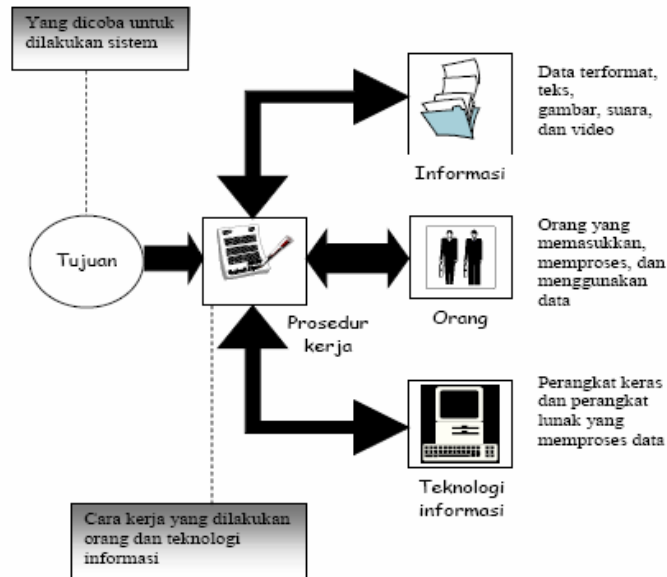 Yang dicoba untuk
dilakukan sistem
Data terformat,
teks,
gambar, suara,
dan video
Informasi
Tujuan
Prosedur
kerja
Orang yang
memasukkan,
memproses, dan
menggunakan
data
Orang
Perangkat keras
dan perangkat
lunak yang
memproses data
Teknologi
informasi
Cara kerja yang dilakukan
orang dan teknologi
informasi